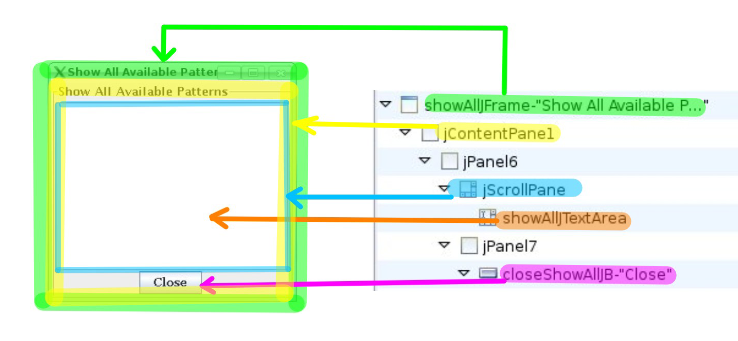 Show All Available Patter
Show All Available Patterns
Close
showAllJFrame-"Show All Available P..."
jContentPane1
jPanel6
jScrollPane
showAllJTextArea
jPanel7
closeShowAllJB-"Close"